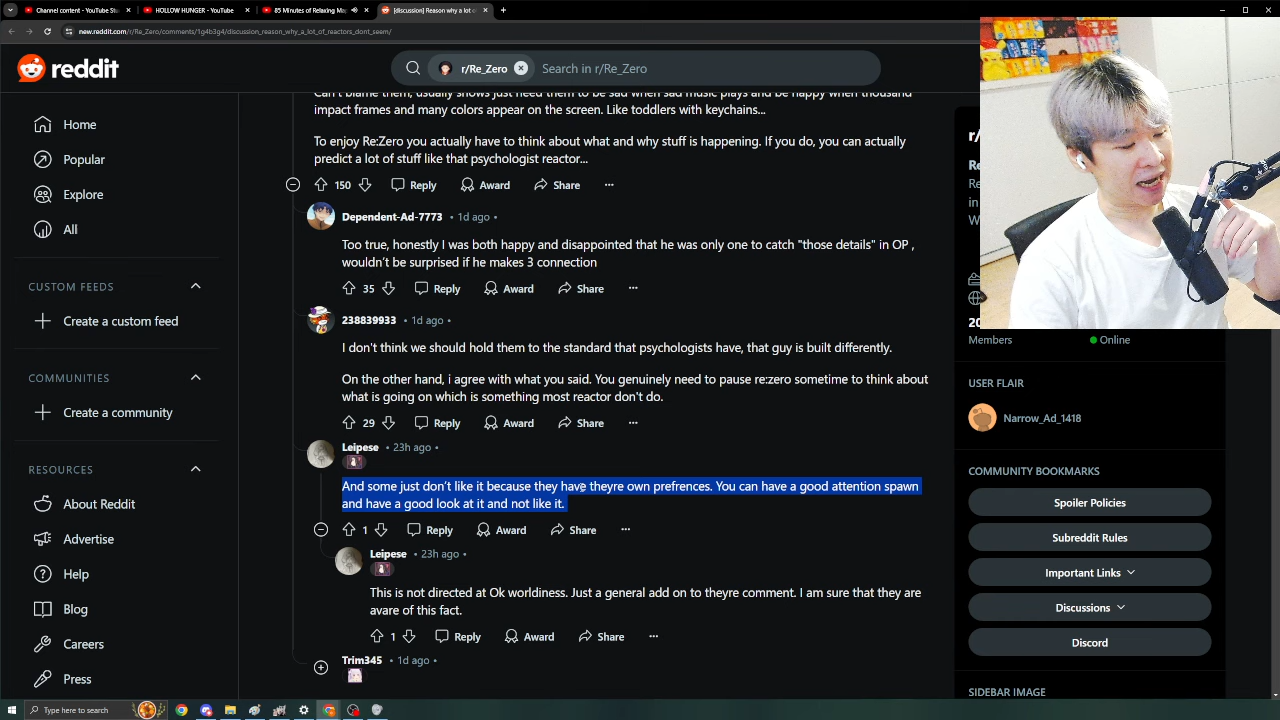 Channel content - YouTube Stu
HOLLOW HUNGER - YouTube
85 Minutes of Relaxing Ma
[discussion] Reason why a lot o
new.reddit.com/r/Re_Zero/comments/1g4b3g4/discussion_reason_why_a_lot_of_reactors_dont_seem/
reddit
r/Re_Zero
Search in r/Re_Zero
Home
Popular
Explore
All
CUSTOM FEEDS
Create a custom feed
COMMUNITIES
Create a community
RESOURCES
About Reddit
Advertise
Help
Blog
Careers
Press
Can't blame them, usually shows just need them to be sad when sad music plays and be happy when thousand
impact frames and many colors appear on the screen. Like toddlers with keychains...
To enjoy Re:Zero you actually have to think about what and why stuff is happening. If you do, you can actually
predict a lot of stuff like that psychologist reactor...
150 Reply Award Share
Dependent-Ad-7773 • 1d ago •
Too true, honestly I was both happy and disappointed that he was only one to catch "those details" in OP ,
wouldn´t be surprised if he makes 3 connection
35 Reply Award Share
238839933 • 1d ago •
I don't think we should hold them to the standard that psychologists have, that guy is built differently.
On the other hand, i agree with what you said. You genuinely need to pause re:zero sometime to think about
what is going on which is something most reactor don't do.
29 Reply Award Share
Leipese • 23h ago •
And some just don´t like it because they have theyre own prefrences. You can have a good attention spawn
and have a good look at it and not like it.
1 Reply Award Share
Leipese • 23h ago •
This is not directed at Ok worldiness. Just a general add on to theyre comment. I am sure that they are
avare of this fact.
1 Reply Award Share
Trim345 • 1d ago •
r/
Re
in
W
20
Members
Online
USER FLAIR
Narrow_Ad_1418
COMMUNITY BOOKMARKS
Spoiler Policies
Subreddit Rules
Important Links
Discussions
Discord
SIDEBAR IMAGE
Type here to search